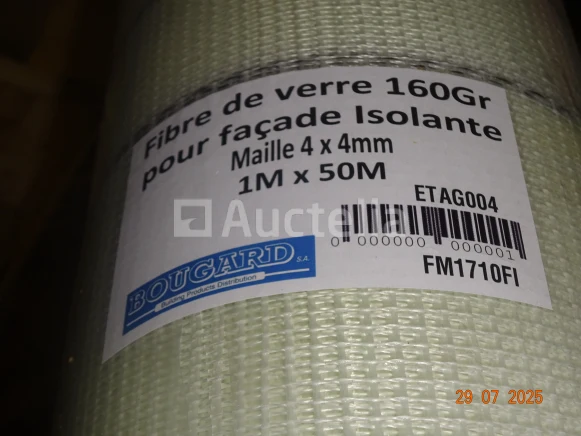 Fibre de verre 160Gr
pour façade Isolante
Maille 4 x 4mm
1M x 50M
ETAG004
0 000000 000001
FM1710FI
BOUGARD S.A.
Building Products Distribution
Auctelia
29 07 2025